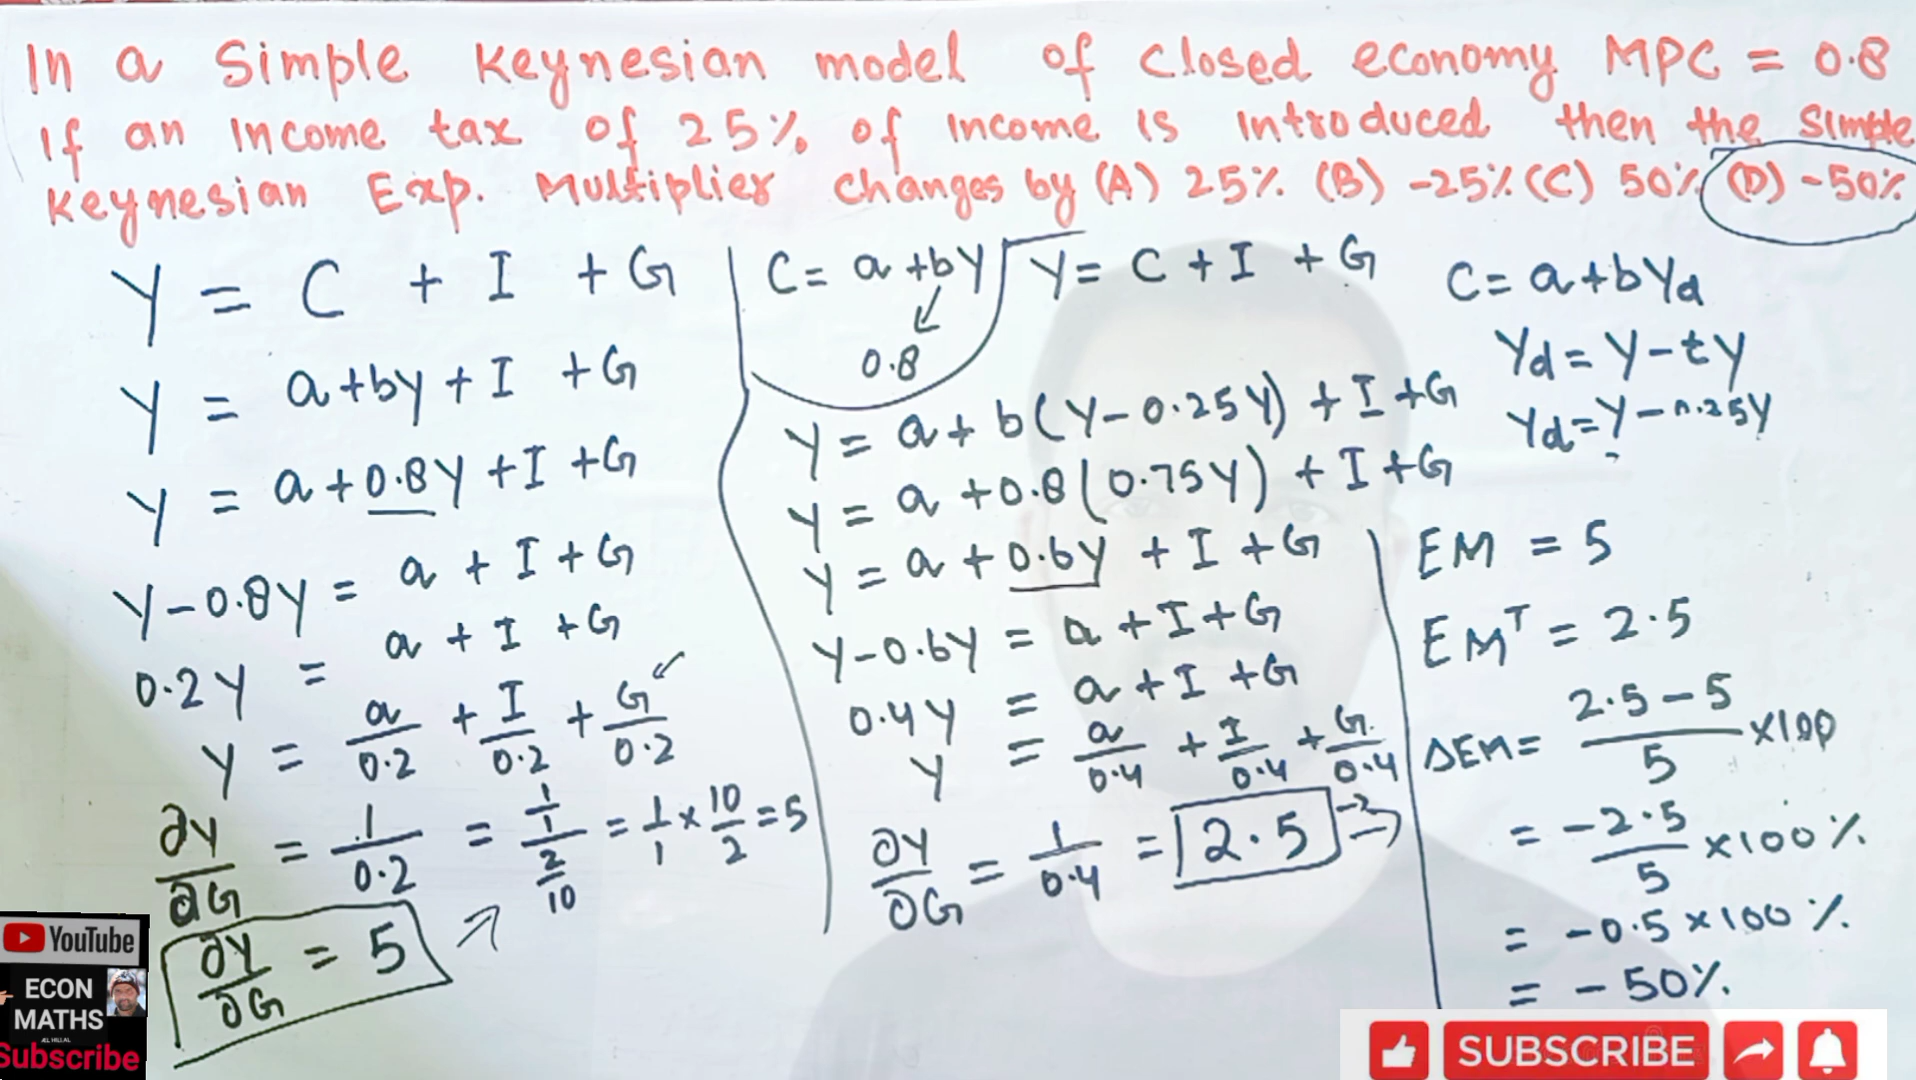 In a Simple Keynesian model of closed economy MPC = 0.8
If an income tax of 25% of income is introduced then the simple
Keynesian Exp. Multiplier changes by (A) 25% (B) -25% (C) 50% (D) -50%
Y = C + I + G
Y = a+by+I +G
Y = a+0.8Y+I+G
Y-0.8Y = a + I + G
0.2Y = a + I + G
Y = a/0.2 + I/0.2 + G/0.2
∂Y/∂G = 1/0.2 = 1/1/2/10 = 1/1 × 10/2 = 5
∂Y/∂G = 5
C = a+bY
0.8
Y = C + I + G
Y = a + b(Y-0.25Y) + I + G
Y = a + 0.8(0.75Y) + I + G
Y = a + 0.6Y + I + G
Y-0.6Y = a + I + G
0.4Y = a + I + G
Y = a/0.4 + I/0.4 + G/0.4
∂Y/∂G = 1/0.4 = 2.5 ⇒
C = a+bYd
Yd = Y-tY
Yd = Y-0.25Y
EM = 5
EMᵀ = 2.5
ΔEM = 2.5-5/5 ×100
= -2.5/5 ×100%
= -0.5×100%
= -50%
YouTube
ECON
MATHS
Subscribe
SUBSCRIBE